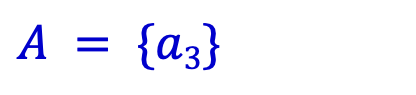 A = {a₃}